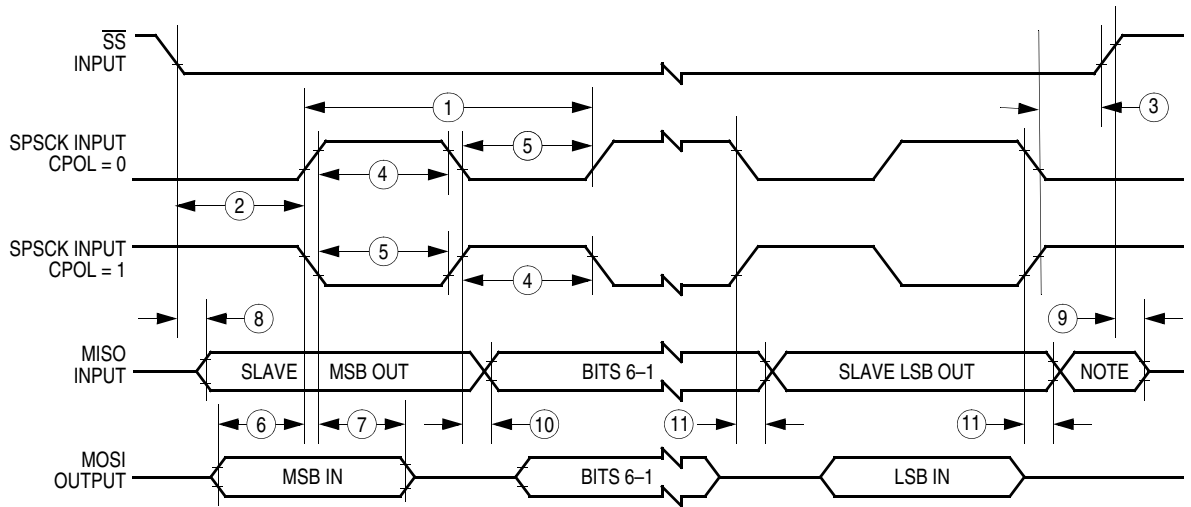 SS
INPUT
1
3
SPSCK INPUT
CPOL = 0
5
4
2
SPSCK INPUT
CPOL = 1
5
4
8
9
MISO
INPUT
SLAVE MSB OUT
BITS 6–1
SLAVE LSB OUT
NOTE
6
7
10
11
11
MOSI
OUTPUT
MSB IN
BITS 6–1
LSB IN